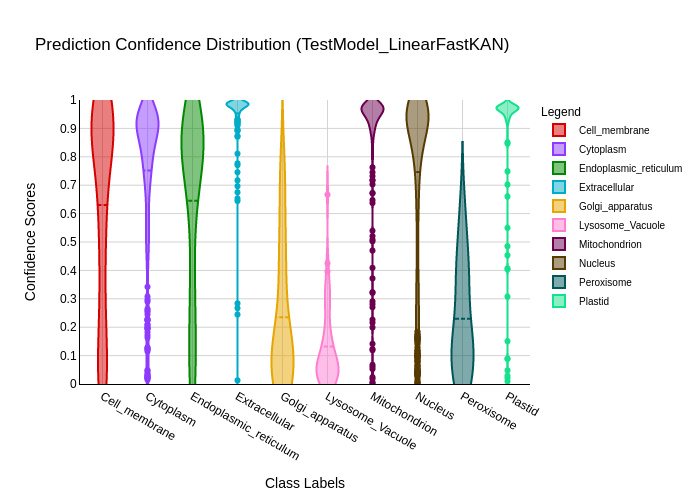 Prediction Confidence Distribution (TestModel_LinearFastKAN)
Confidence Scores
1
0.9
0.8
0.7
0.6
0.5
0.4
0.3
0.2
0.1
0
Cell_membrane
Cytoplasm
Endoplasmic_reticulum
Extracellular
Golgi_apparatus
Lysosome_Vacuole
Mitochondrion
Nucleus
Peroxisome
Plastid
Class Labels
Legend
Cell_membrane
Cytoplasm
Endoplasmic_reticulum
Extracellular
Golgi_apparatus
Lysosome_Vacuole
Mitochondrion
Nucleus
Peroxisome
Plastid